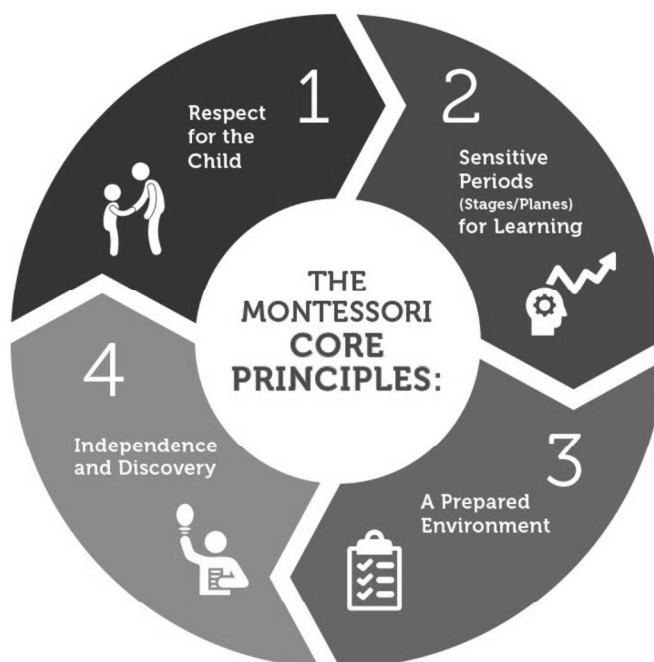 THE
MONTESSORI
CORE
PRINCIPLES:
1
Respect
for the
Child
2
Sensitive
Periods
(Stages/Planes)
for Learning
3
A Prepared
Environment
4
Independence
and Discovery